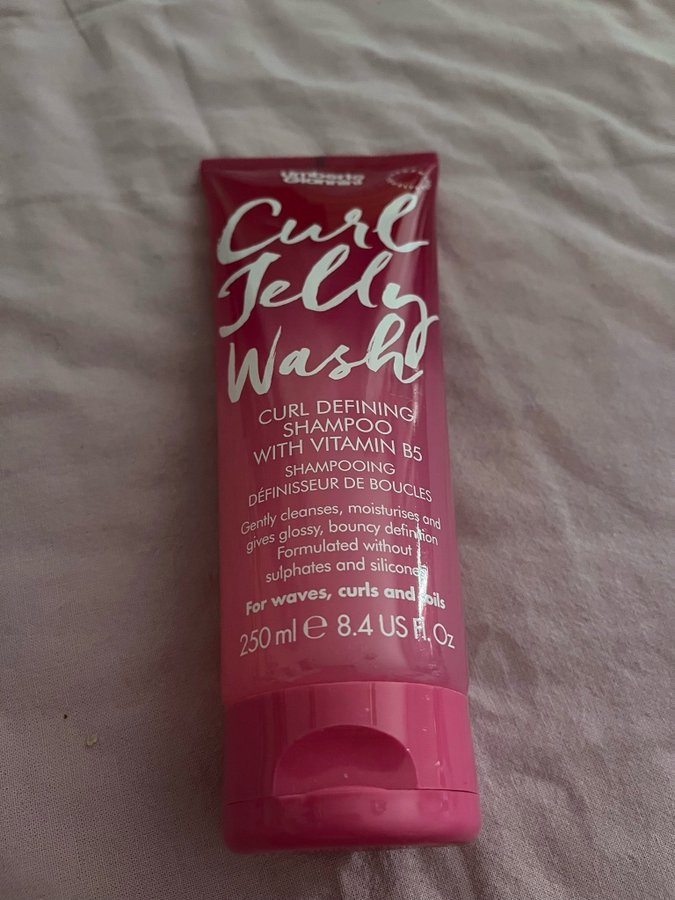 Umberto
Giannini
Curl
Jelly
Wash
CURL DEFINING
SHAMPOO
WITH VITAMIN B5
SHAMPOOING
DÉFINISSEUR DE BOUCLES
Gently cleanses, moisturises and
gives glossy, bouncy definition
Formulated without
sulphates and silicones
For waves, curls and coils
250 ml ℮ 8.4 US Fl. Oz